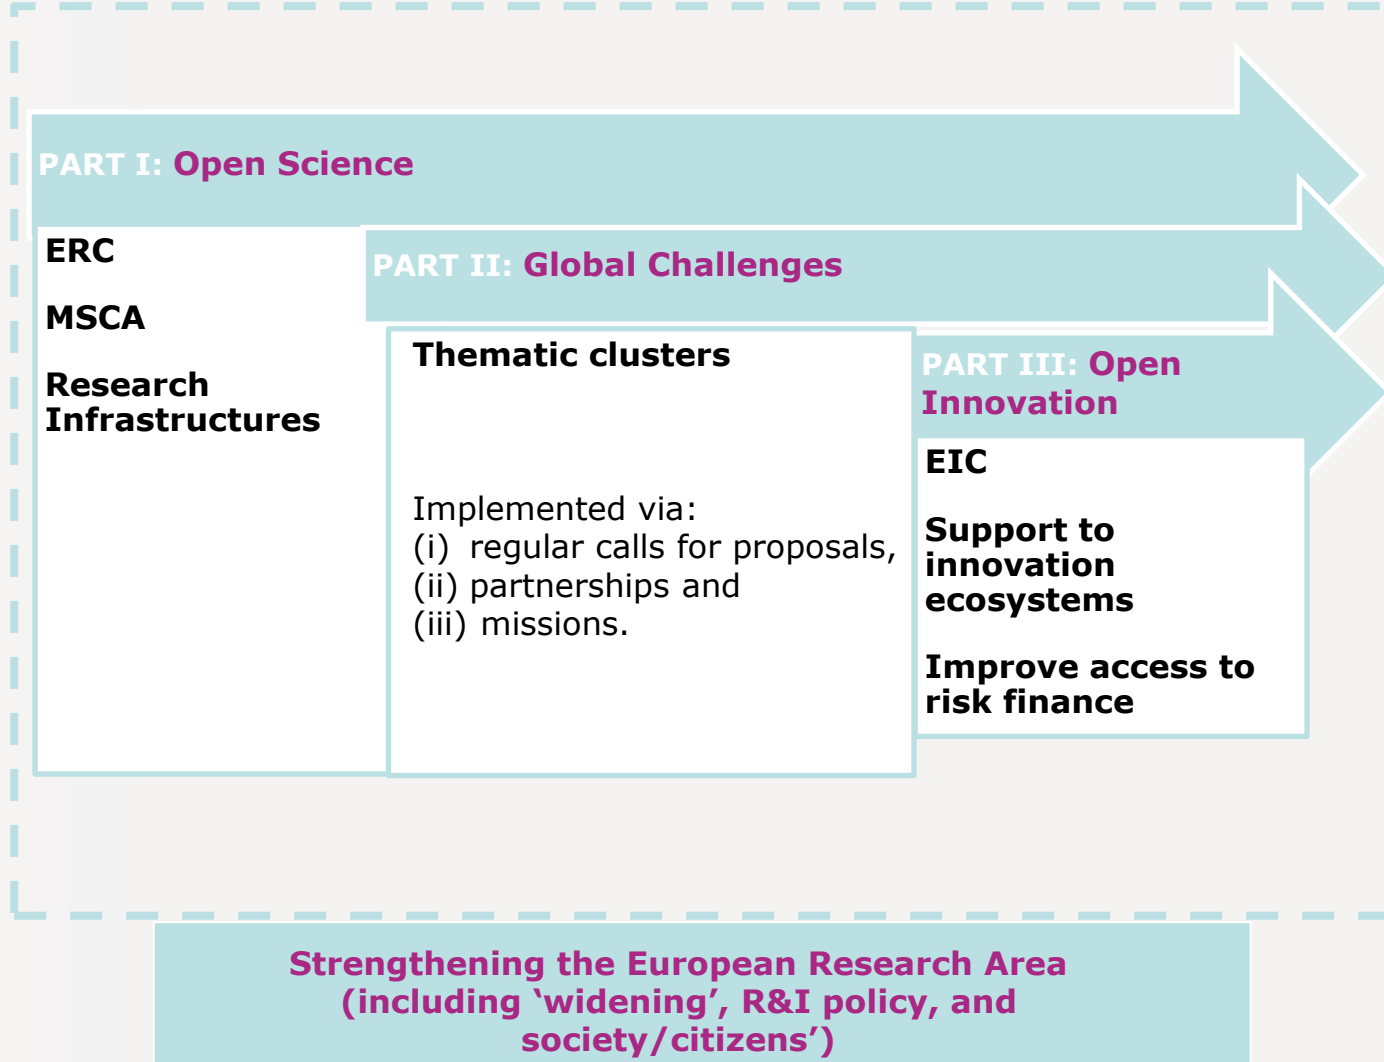 PART I: Open Science
ERC
MSCA
Research
Infrastructures
PART II: Global Challenges
Thematic clusters
Implemented via:
(i) regular calls for proposals,
(ii) partnerships and
(iii) missions.
PART III: Open
Innovation
EIC
Support to
innovation
ecosystems
Improve access to
risk finance
Strengthening the European Research Area
(including ‘widening’, R&I policy, and
society/citizens’)